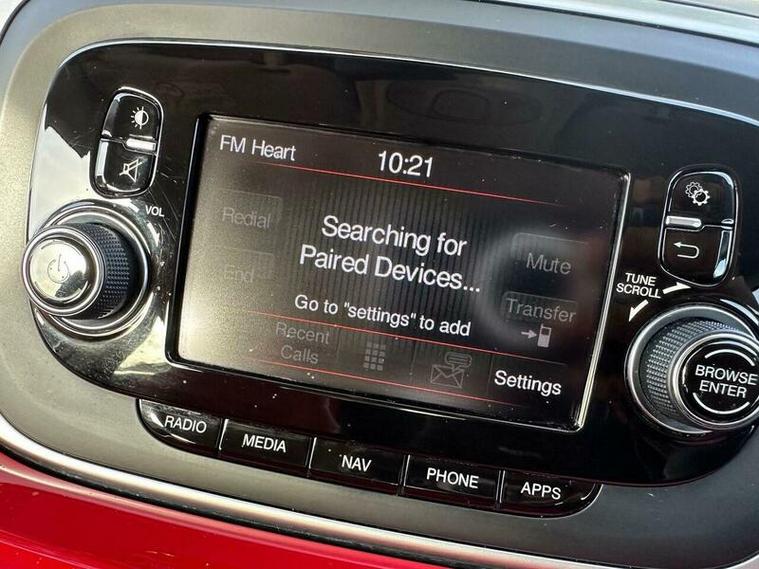 FM Heart
10:21
VOL
Redial
Searching for
Paired Devices...
End
Mute
Go to "settings" to add
Transfer
Recent
Calls
Settings
TUNE
SCROLL
BROWSE
ENTER
RADIO
MEDIA
NAV
PHONE
APPS